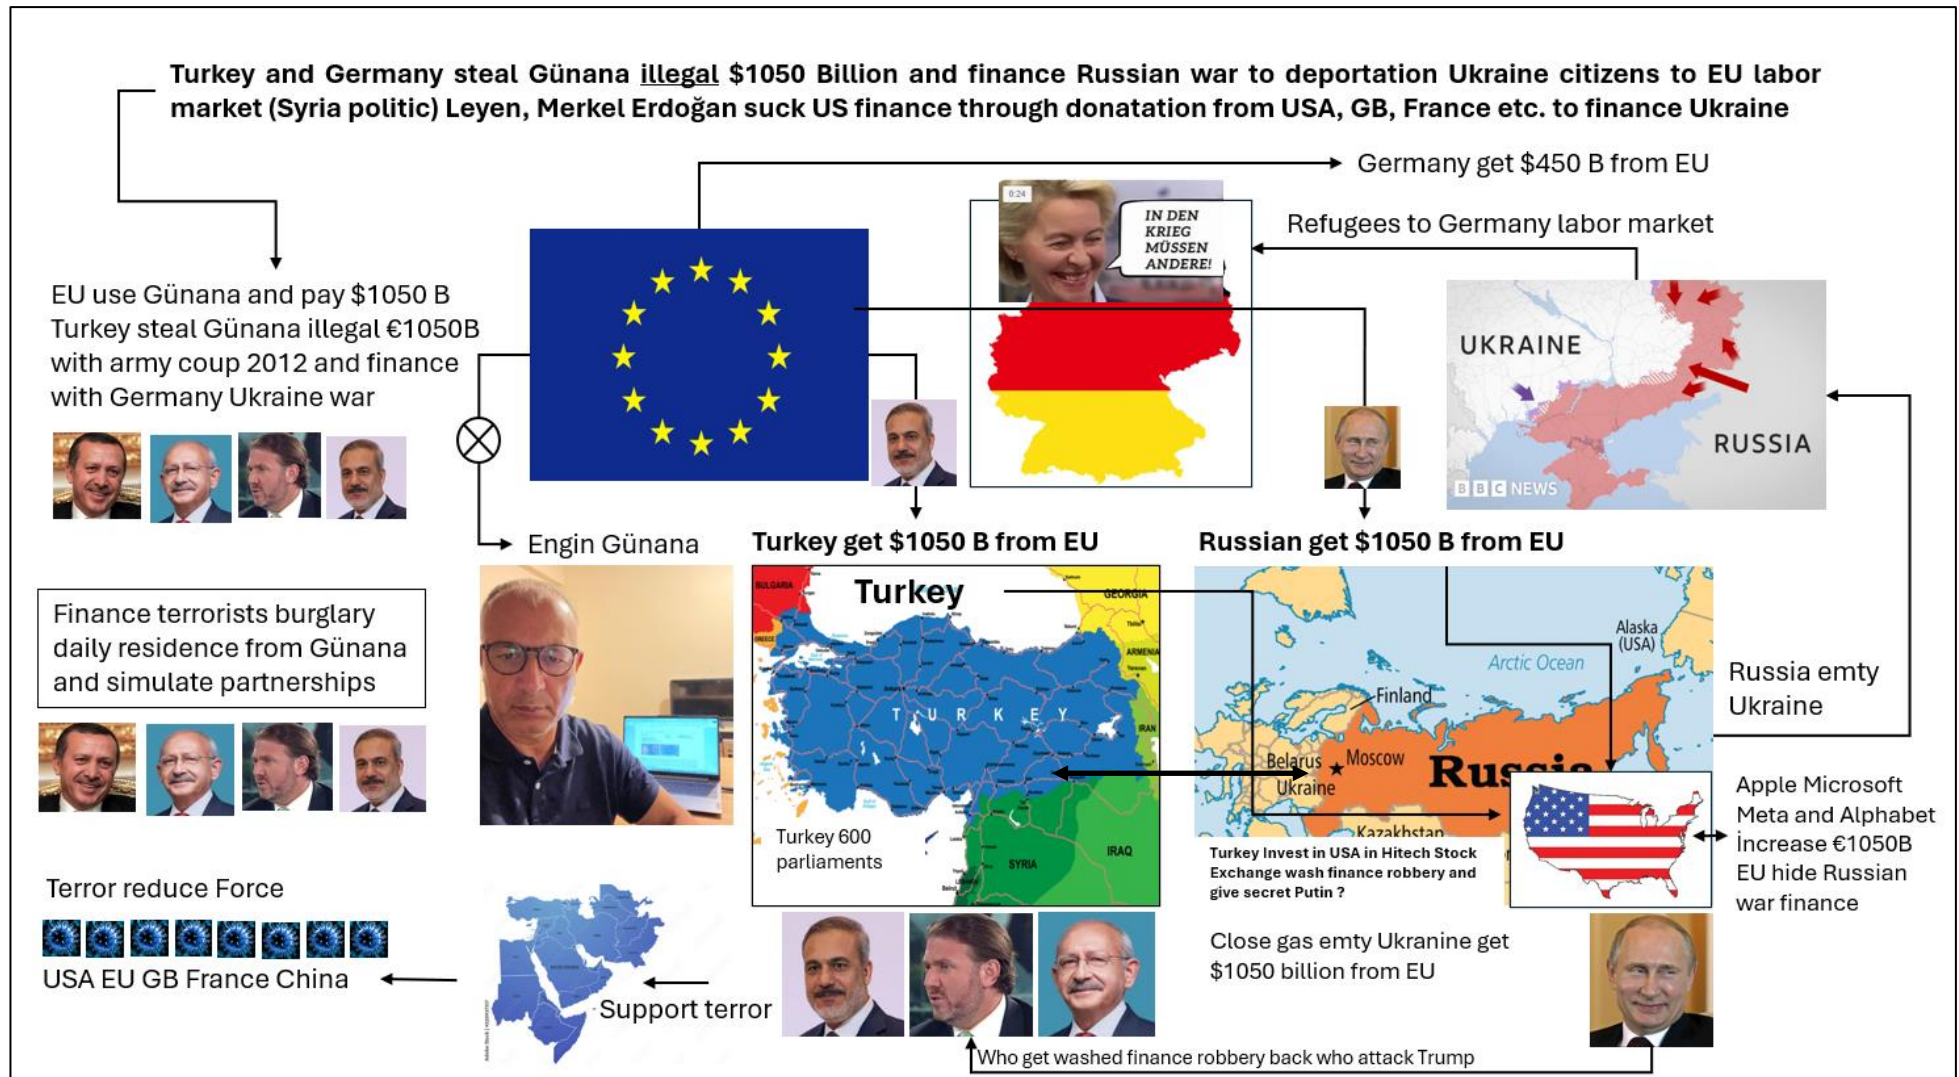 Turkey and Germany steal Günana illegal $1050 Billion and finance Russian war to deportation Ukraine citizens to EU labor
market (Syria politic) Leyen, Merkel Erdoğan suck US finance through donatation from USA, GB, France etc. to finance Ukraine
Germany get $450 B from EU
0:24
IN DEN
KRIEG
MÜSSEN
ANDERE!
Refugees to Germany labor market
EU use Günana and pay $1050 B
Turkey steal Günana illegal €1050B
with army coup 2012 and finance
with Germany Ukraine war
UKRAINE
RUSSIA
BBC NEWS
Engin Günana
Turkey get $1050 B from EU
Russian get $1050 B from EU
Finance terrorists burglary
daily residence from Günana
and simulate partnerships
BULGARIA
Turkey
GEORGIA
GREECE
ARMENIA
TURKEY
IRAN
SYRIA
IRAQ
Turkey 600
parliaments
Alaska
(USA)
Arctic Ocean
Finland
Belarus
Moscow
Ukraine
Russia
Kazakhstan
Russia emty
Ukraine
Apple Microsoft
Meta and Alphabet
İncrease €1050B
EU hide Russian
war finance
Turkey Invest in USA in Hitech Stock
Exchange wash finance robbery and
give secret Putin ?
Terror reduce Force
USA EU GB France China
Support terror
Close gas emty Ukranine get
$1050 billion from EU
Who get washed finance robbery back who attack Trump